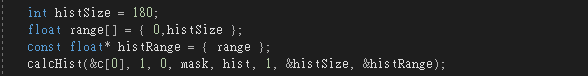 int histSize = 180;
float range[] = { 0,histSize };
const float* histRange = { range };
calcHist(&c[0], 1, 0, mask, hist, 1, &histSize, &histRange);